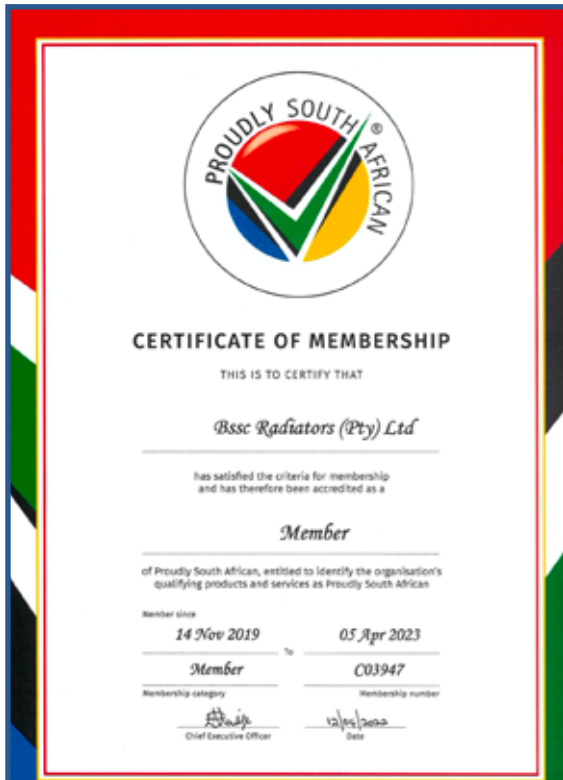 PROUDLY SOUTH AFRICAN ®
CERTIFICATE OF MEMBERSHIP
THIS IS TO CERTIFY THAT
Bssc Radiators (Pty) Ltd
has satisfied the criteria for membership
and has therefore been accredited as a
Member
of Proudly South African, entitled to identify the organisation's
qualifying products and services as Proudly South African
Member since
14 Nov 2019 To 05 Apr 2023
Member C03947
Membership category Membership number
12/05/2022
Chief Executive Officer Date